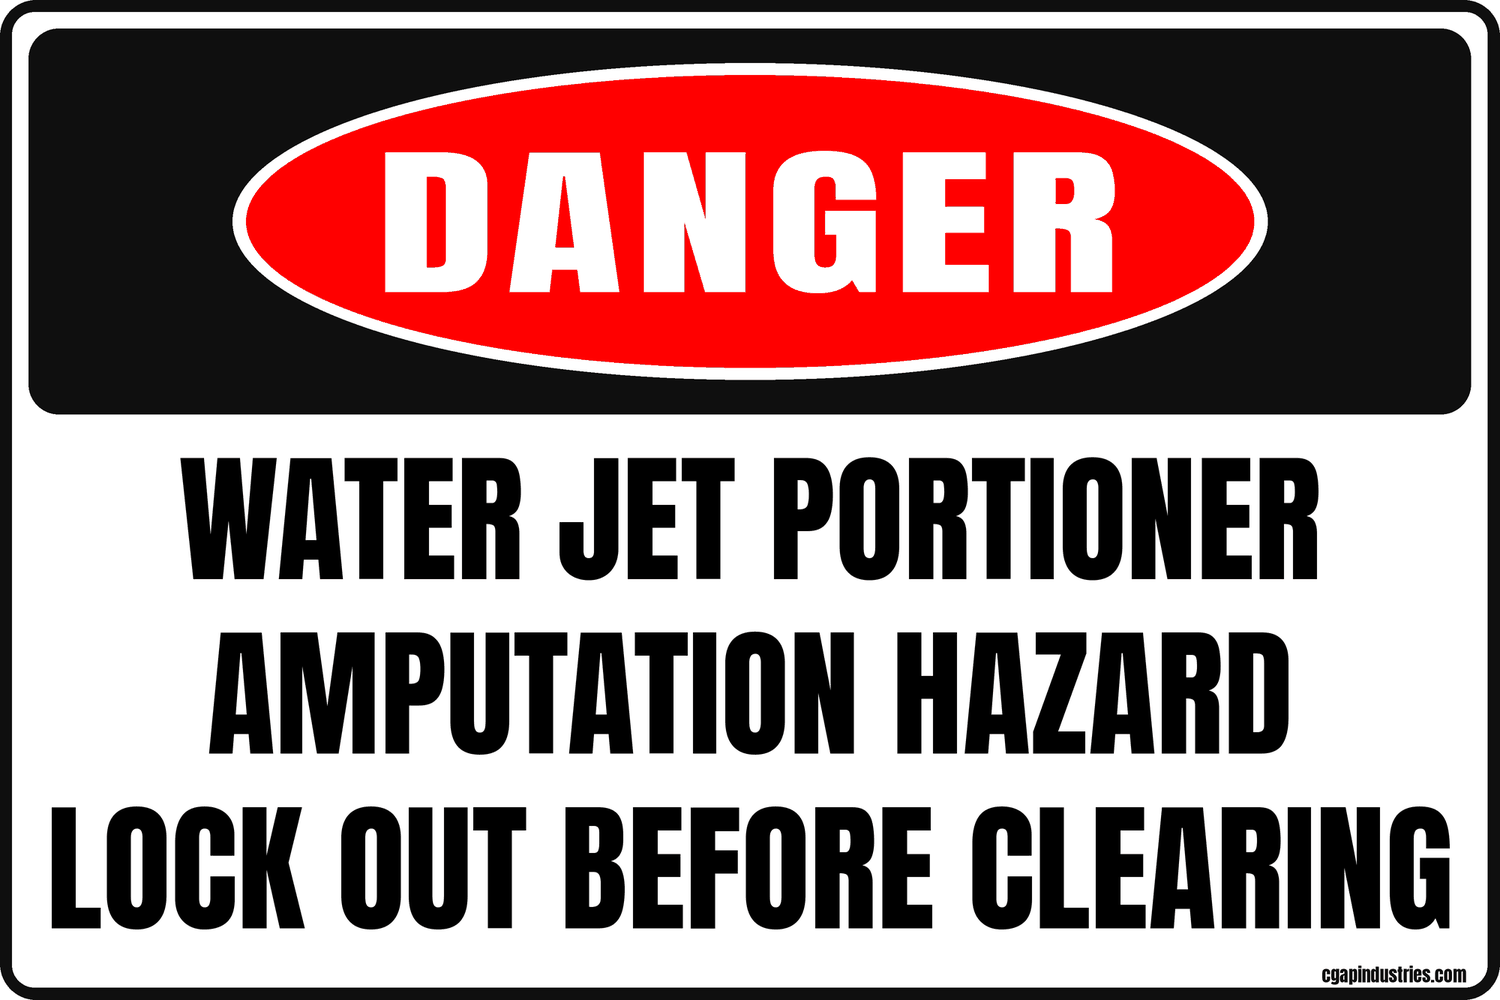 DANGER
WATER JET PORTIONER
AMPUTATION HAZARD
LOCK OUT BEFORE CLEARING
cgapindustries.com